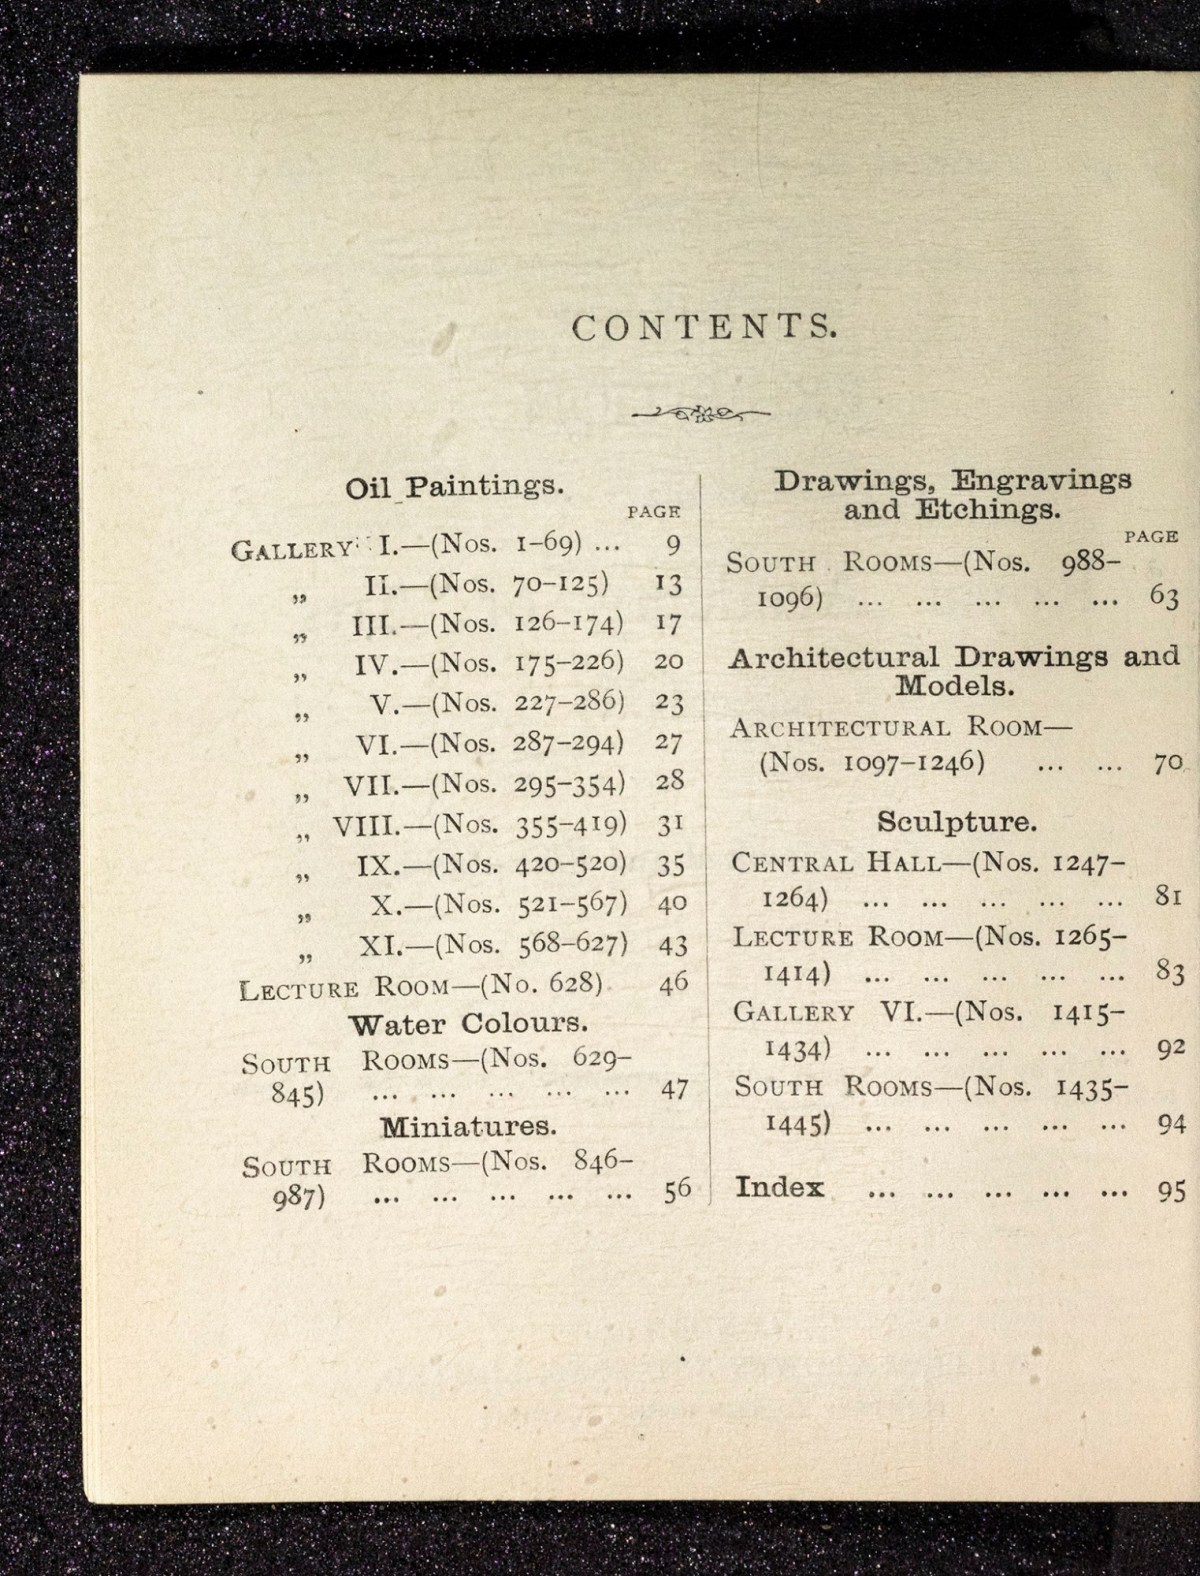 CONTENTS.
Oil Paintings.
PAGE
GALLERY I.—(Nos. 1–69) ... 9
„ II.—(Nos. 70–125) 13
„ III.—(Nos. 126–174) 17
„ IV.—(Nos. 175–226) 20
„ V.—(Nos. 227–286) 23
„ VI.—(Nos. 287–294) 27
„ VII.—(Nos. 295–354) 28
„ VIII.—(Nos. 355–419) 31
„ IX.—(Nos. 420–520) 35
„ X.—(Nos. 521–567) 40
„ XI.—(Nos. 568–627) 43
LECTURE ROOM—(No. 628) 46
Water Colours.
SOUTH ROOMS—(Nos. 629–
845) ... ... ... ... ... 47
Miniatures.
SOUTH ROOMS—(Nos. 846–
987) ... ... ... ... ... 56
Drawings, Engravings
and Etchings.
PAGE
SOUTH ROOMS—(Nos. 988–
1096) ... ... ... ... ... 63
Architectural Drawings and
Models.
ARCHITECTURAL ROOM—
(Nos. 1097–1246) ... ... 70
Sculpture.
CENTRAL HALL—(Nos. 1247–
1264) ... ... ... ... ... 81
LECTURE ROOM—(Nos. 1265–
1414) ... ... ... ... ... 83
GALLERY VI.—(Nos. 1415–
1434) ... ... ... ... ... 92
SOUTH ROOMS—(Nos. 1435–
1445) ... ... ... ... ... 94
Index ... ... ... ... ... 95